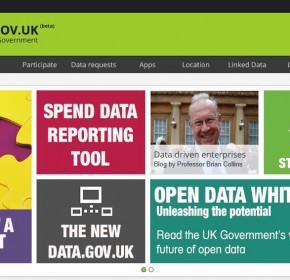 OV.UK (beta)
Government
Participate Data requests Apps Location Linked Data
SPEND DATA
REPORTING
TOOL
Data driven enterprises
Blog by Professor Brian Collins
ST
A
T
THE NEW
DATA.GOV.UK
OPEN DATA WHIT
Unleashing the potential
Read the UK Government's v
future of open data